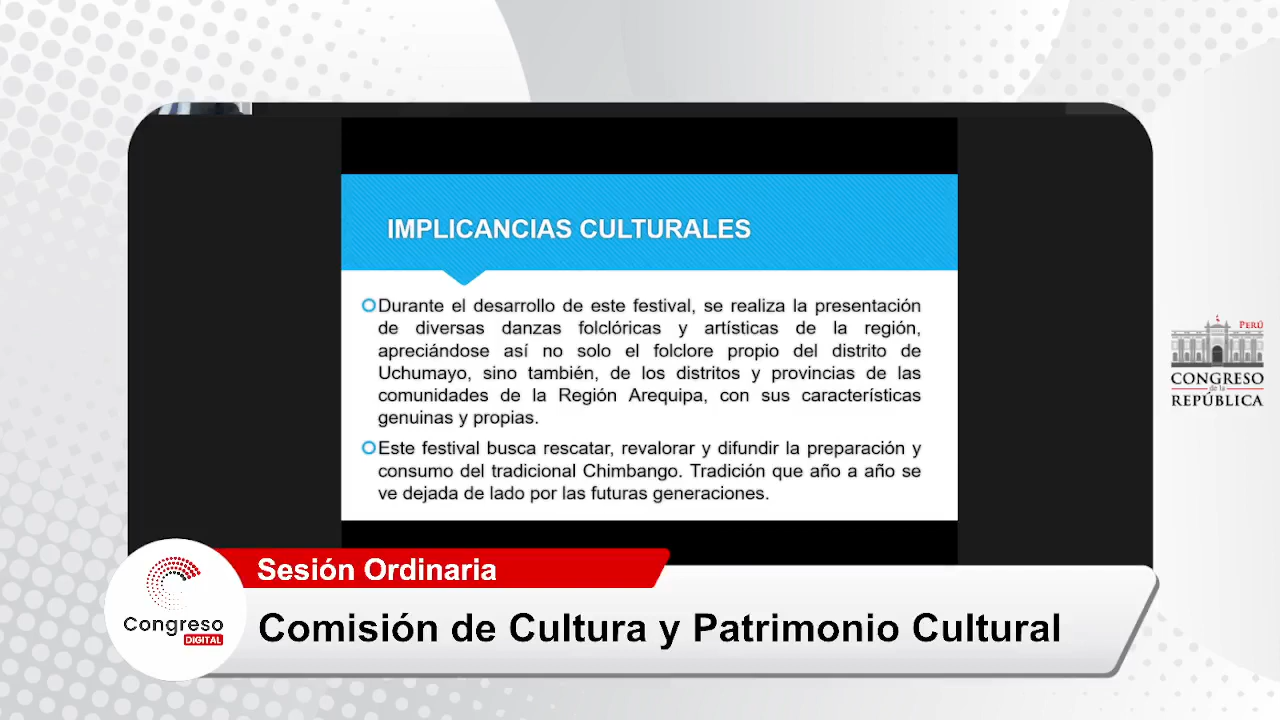 IMPLICANCIAS CULTURALES
Durante el desarrollo de este festival, se realiza la presentación
de diversas danzas folclóricas y artísticas de la región,
apreciándose así no solo el folclore propio del distrito de
Uchumayo, sino también, de los distritos y provincias de las
comunidades de la Región Arequipa, con sus características
genuinas y propias.
Este festival busca rescatar, revalorar y difundir la preparación y
consumo del tradicional Chimbango. Tradición que año a año se
ve dejada de lado por las futuras generaciones.
PERÚ
CONGRESO
de la
REPÚBLICA
Sesión Ordinaria
Congreso
DIGITAL
Comisión de Cultura y Patrimonio Cultural